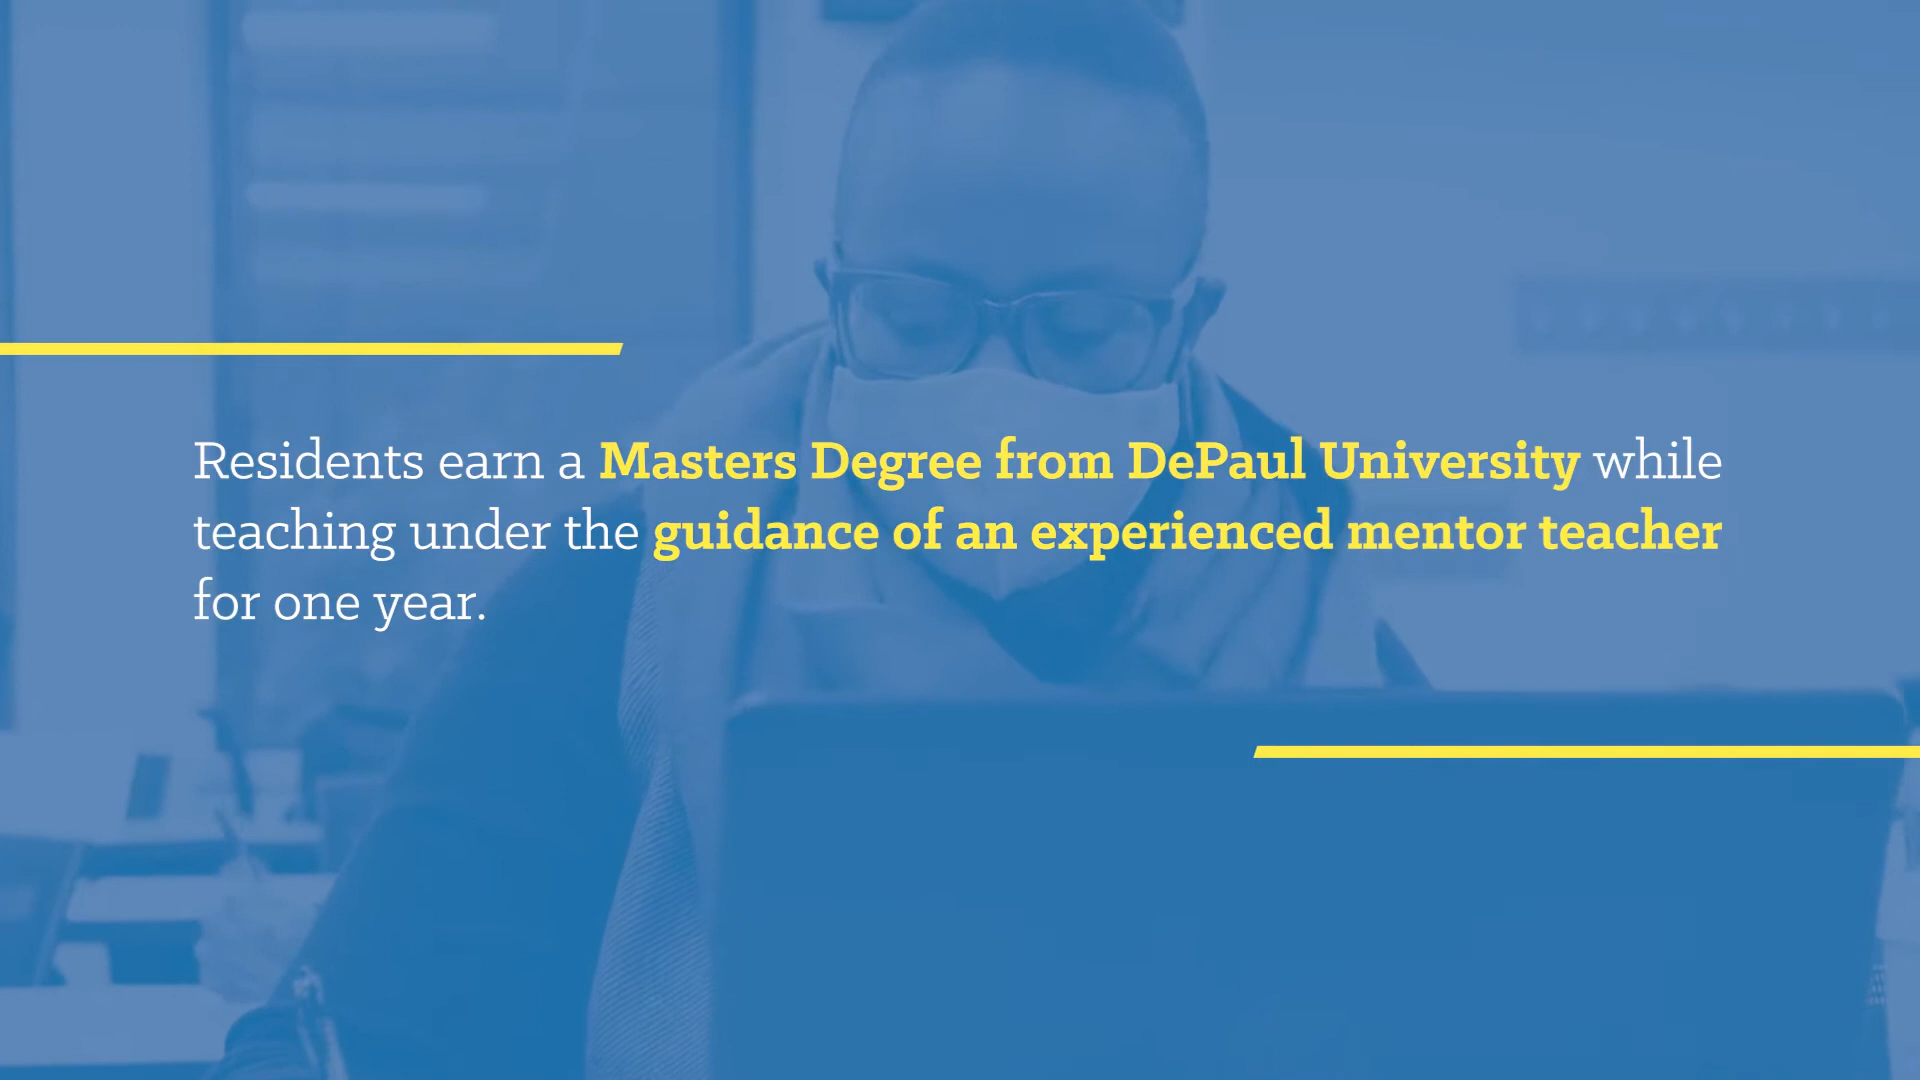 Residents earn a Masters Degree from DePaul University while
teaching under the guidance of an experienced mentor teacher
for one year.